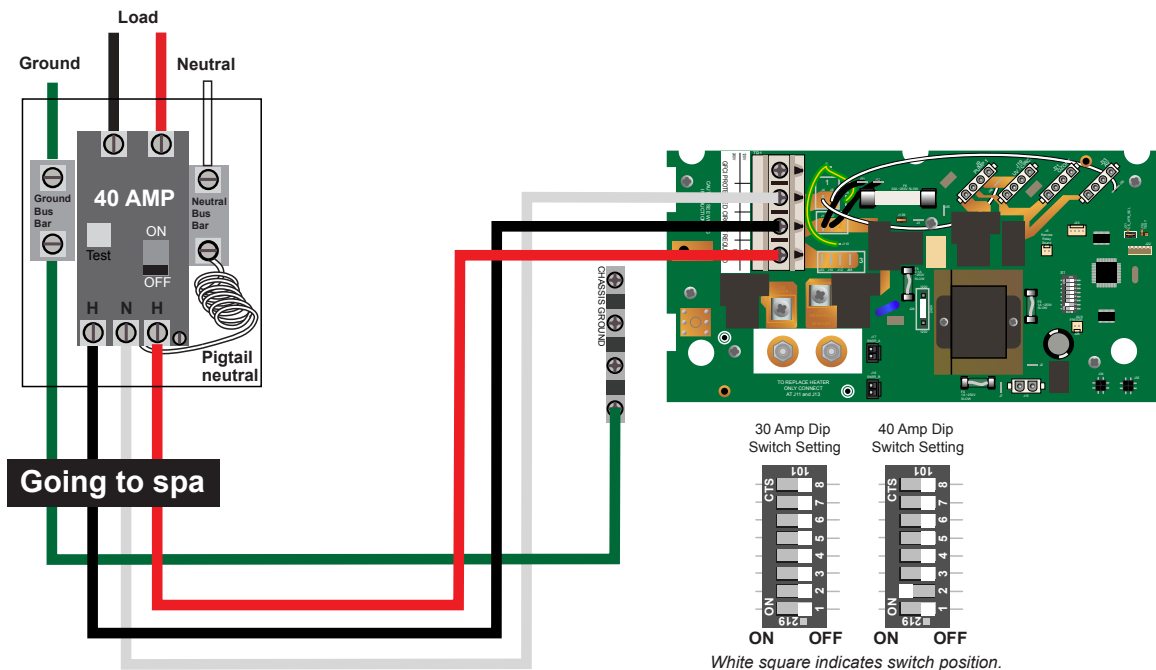 Load
Ground
Neutral
40 AMP
Ground
Bus
Bar
Neutral
Bus
Bar
ON
Test
OFF
H
N
H
Pigtail
neutral
Going to spa
CHASSIS GROUND
3
TO REPLACE HEATER
ONLY CONNECT
AT J11 and J13
30 Amp Dip
Switch Setting
40 Amp Dip
Switch Setting
101
CTS
8
7
6
5
4
3
2
1
ON
219
101
CTS
8
7
6
5
4
3
2
1
ON
219
ON
OFF
ON
OFF
White square indicates switch position.